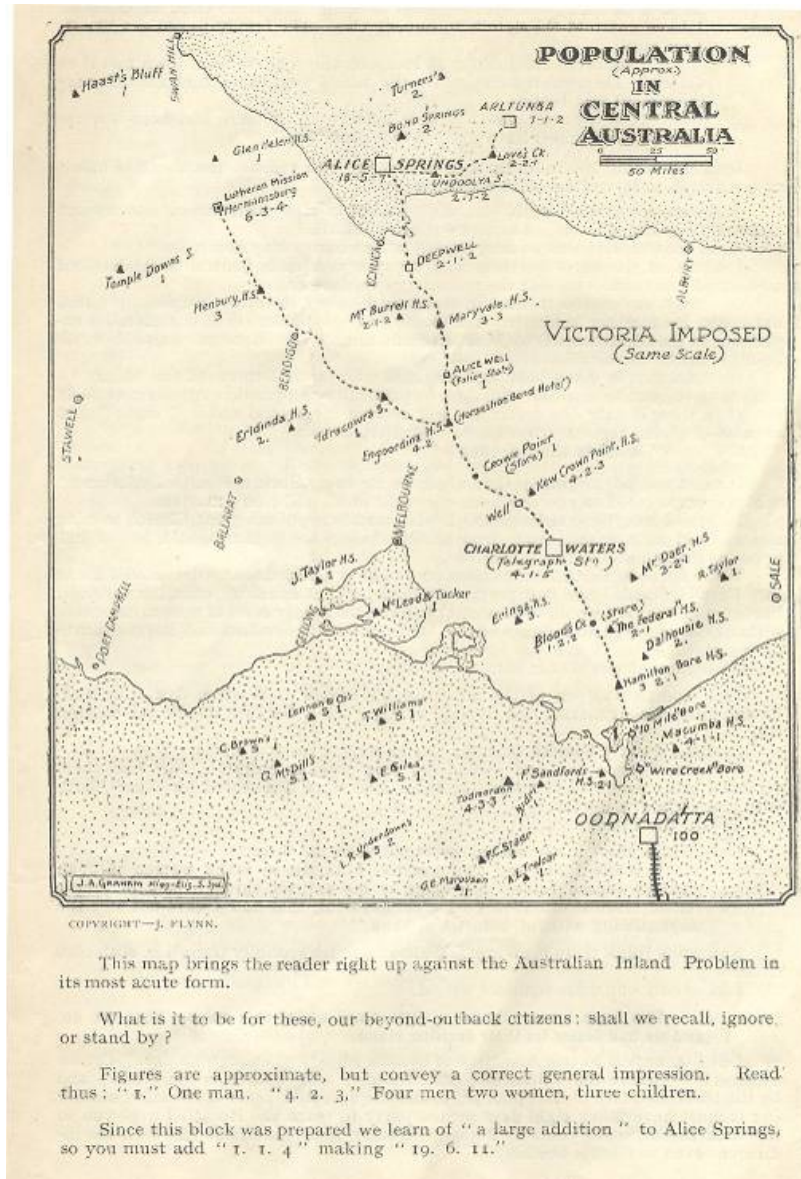 POPULATION
(Approx.)
IN
CENTRAL
AUSTRALIA
0 25 50
50 Miles
Haast's Bluff
1
SWAN HILL
Turner's
2
BOND SPRINGS
2
ARLTUNGA
7-1-2
Glen Helen H.S.
1
ALICE SPRINGS
18-5-7
Love's Ck.
2-2-1
UNDOOLYA S.
2-1-2
Lutheran Mission
Hermannsburg
6-3-4
ECHUCA
DEEPWELL
2-1-2
ALBURY
Temple Downs S.
1
Henbury H.S.
3
Mt Burrell H.S.
2-1-2
Maryvale H.S.
3-3
VICTORIA IMPOSED
(Same Scale)
BENDIGO
ALICE WELL
(Police Statn)
1
STAWELL
Erldunda H.S.
2.
Idracowra S.
1
Engoordina H.S.
4-2
(Horseshoe Bend Hotel)
Crown Point
(Store) 1
New Crown Point H.S.
4-2-3
Well
BALLARAT
MELBOURNE
CHARLOTTE WATERS
(Telegraph Stn)
4-1-5
Mt Daer H.S.
3-2-1
R. Taylor
1.
SALE
J. Taylor H.S.
1
McLeod & Tucker
1
GEELONG
PORT CAMPBELL
Eringa H.S.
3.
Bloods Ck (Store)
1-2-2
"The Federal" H.S.
2-1
Dalhousie H.S.
2.
Hamilton Bore H.S.
3 2-1
"10 Mile" Bore
Macumba H.S.
4-1-1
"Wire Creek" Bore
Lennon & Co's
5 1
T. Williams'
5 1
C. Brown's
5 1
G. McDill's
5 1
E. Giles'
5 1
Todmorden
4-3-3
F. Sandford's
H.S. 2-1
OODNADATTA
100
L. R. Underdown's
5 2
1
1
1
J. A. GRAHAM
COPYRIGHT—J. FLYNN.
This map brings the reader right up against the Australian Inland Problem in
its most acute form.
What is it to be for these, our beyond-outback citizens: shall we recall, ignore
or stand by ?
Figures are approximate, but convey a correct general impression. Read
thus : "1." One man. "4. 2. 3," Four men two women, three children.
Since this block was prepared we learn of "a large addition" to Alice Springs,
so you must add "1. 1. 4" making "19. 6. 11."